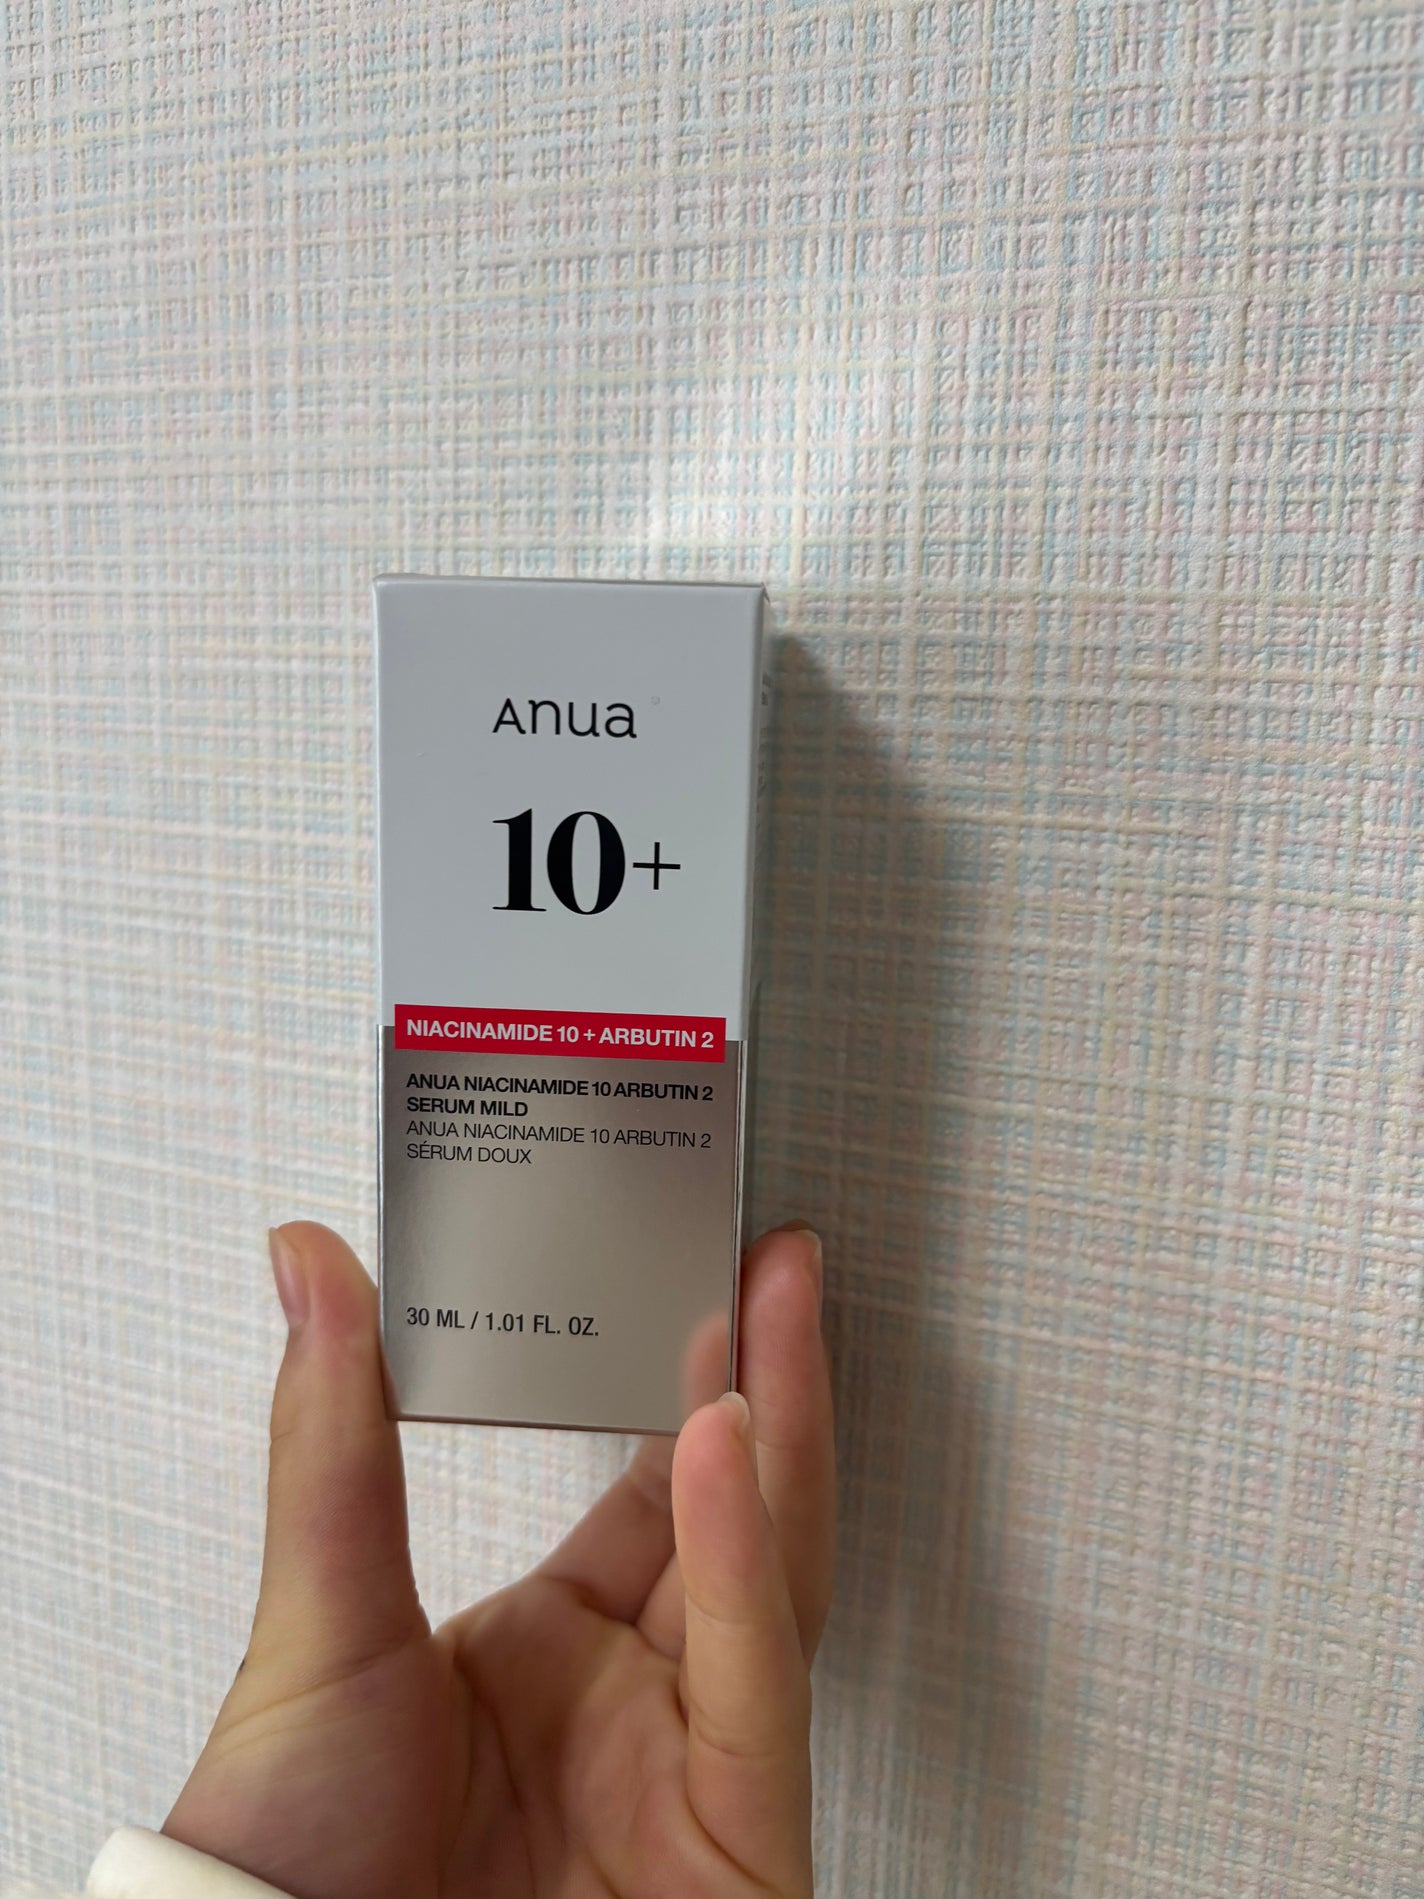 Anua
10+
NIACINAMIDE 10 + ARBUTIN 2
ANUA NIACINAMIDE 10 ARBUTIN 2
SERUM MILD
ANUA NIACINAMIDE 10 ARBUTIN 2
SÉRUM DOUX
30 ML / 1.01 FL. OZ.